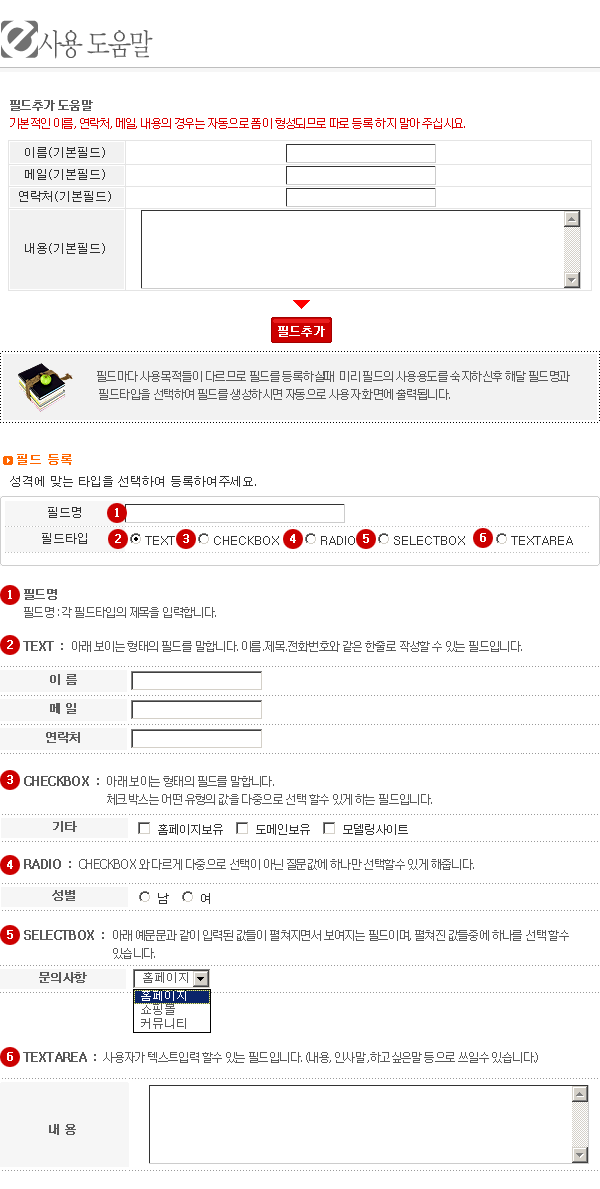 사용 도움말
필드추가 도움말
기본적인 이름, 연락처, 메일, 내용의 경우는 자동으로 폼이 형성되므로 따로 등록 하지 말아 주십시요.
이름(기본필드)
메일(기본필드)
연락처(기본필드)
내용(기본필드)
필드추가
필드마다 사용목적들이 다르므로 필드를 등록하실때 미리 필드의 사용용도를 숙지하신후 해달 필드명과
필드타입을 선택하여 필드를 생성하시면 자동으로 사용자 화면에 출력됩니다.
필드 등록
성격에 맞는 타입을 선택하여 등록하여주세요.
필드명 1
필드타입 2 TEXT 3 CHECKBOX 4 RADIO 5 SELECTBOX 6 TEXTAREA
1 필드명
필드명 : 각 필드타입의 제목을 입력합니다.
2 TEXT : 아래 보이는 형태의 필드를 말합니다. 이름.제목.전화번호와 같은 한줄로 작성할 수 있는 필드입니다.
이 름
메 일
연락처
3 CHECKBOX : 아래 보이는 형태의 필드를 말합니다.
체크 박스는 어떤 유형의 값을 다중으로 선택 할수 있게 하는 필드입니다.
기타 홈페이지보유 도메인보유 모델링사이트
4 RADIO : CHECKBOX 와 다르게 다중으로 선택이 아닌 질문값에 하나만 선택할수 있게 해줍니다.
성별 남 여
5 SELECTBOX : 아래 예문문과 같이 입력된 값들이 펼쳐지면서 보여지는 필드이며, 펼쳐진 값들중에 하나를 선택 할수
있습니다.
문의사항 홈페이지
홈페이지
쇼핑몰
커뮤니티
6 TEXTAREA : 사용자가 텍스트입력 할수 있는 필드입니다. (내용, 인사말 ,하고 싶은말 등으로 쓰일수 있습니다.)
내 용